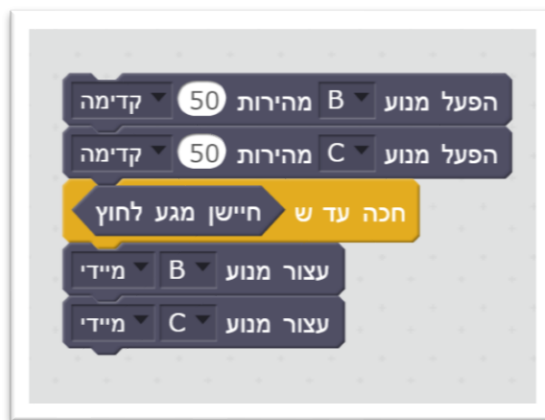 הפעל מנוע B מהירות 50 קדימה
הפעל מנוע C מהירות 50 קדימה
חכה עד ש חיישן מגע לחוץ
עצור מנוע B מיידי
עצור מנוע C מיידי